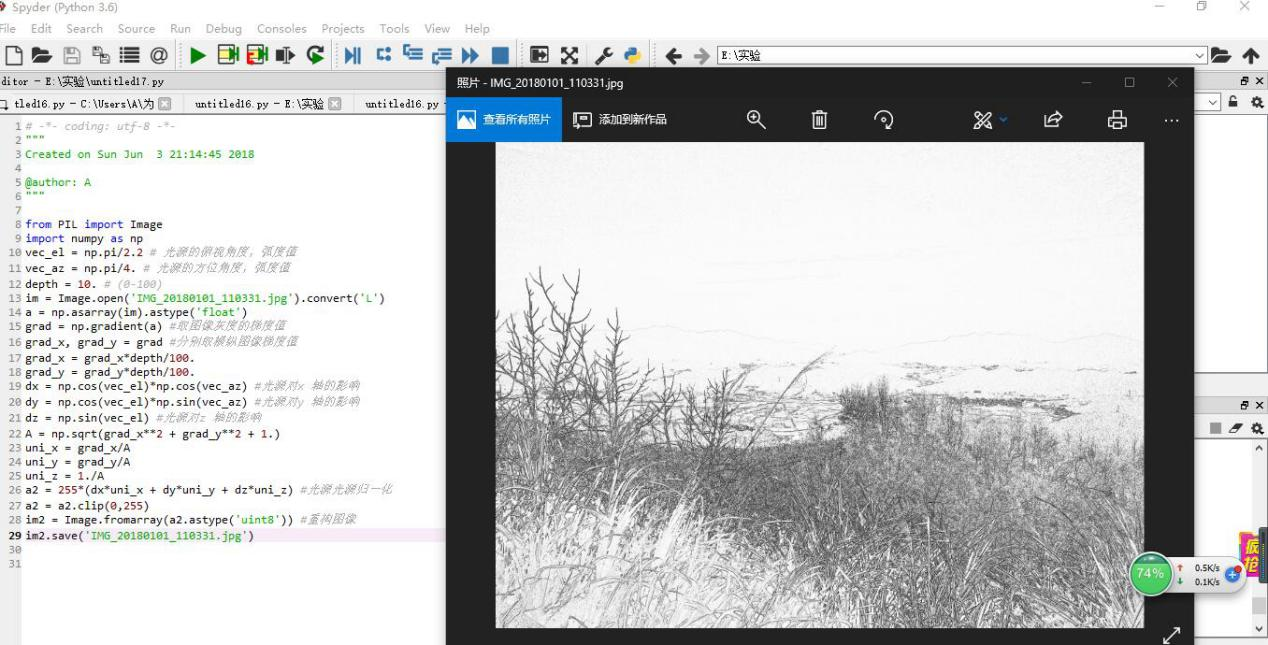 Spyder (Python 3.6)
File Edit Search Source Run Debug Consoles Projects Tools View Help
E:\实验
ditor - E:\实验\untitled17.py
照片 - IMG_20180101_110331.jpg
tled16.py - C:\Users\A\为 untitled16.py - E:\实验 untitled16.py -
查看所有照片 添加到新作品
1 # -*- coding: utf-8 -*-
2 """
3 Created on Sun Jun  3 21:14:45 2018
4
5 @author: A
6 """
7
8 from PIL import Image
9 import numpy as np
10 vec_el = np.pi/2.2 # 光源的俯视角度，弧度值
11 vec_az = np.pi/4. # 光源的方位角度，弧度值
12 depth = 10. # (0-100)
13 im = Image.open('IMG_20180101_110331.jpg').convert('L')
14 a = np.asarray(im).astype('float')
15 grad = np.gradient(a) #取图像灰度的梯度值
16 grad_x, grad_y = grad #分别取横纵图像梯度值
17 grad_x = grad_x*depth/100.
18 grad_y = grad_y*depth/100.
19 dx = np.cos(vec_el)*np.cos(vec_az) #光源对x 轴的影响
20 dy = np.cos(vec_el)*np.sin(vec_az) #光源对y 轴的影响
21 dz = np.sin(vec_el) #光源对z 轴的影响
22 A = np.sqrt(grad_x**2 + grad_y**2 + 1.)
23 uni_x = grad_x/A
24 uni_y = grad_y/A
25 uni_z = 1./A
26 a2 = 255*(dx*uni_x + dy*uni_y + dz*uni_z) #光源光源归一化
27 a2 = a2.clip(0,255)
28 im2 = Image.fromarray(a2.astype('uint8')) #重构图像
29 im2.save('IMG_20180101_110331.jpg')
30
31
疯
抢
74%
0.5K/s
0.1K/s